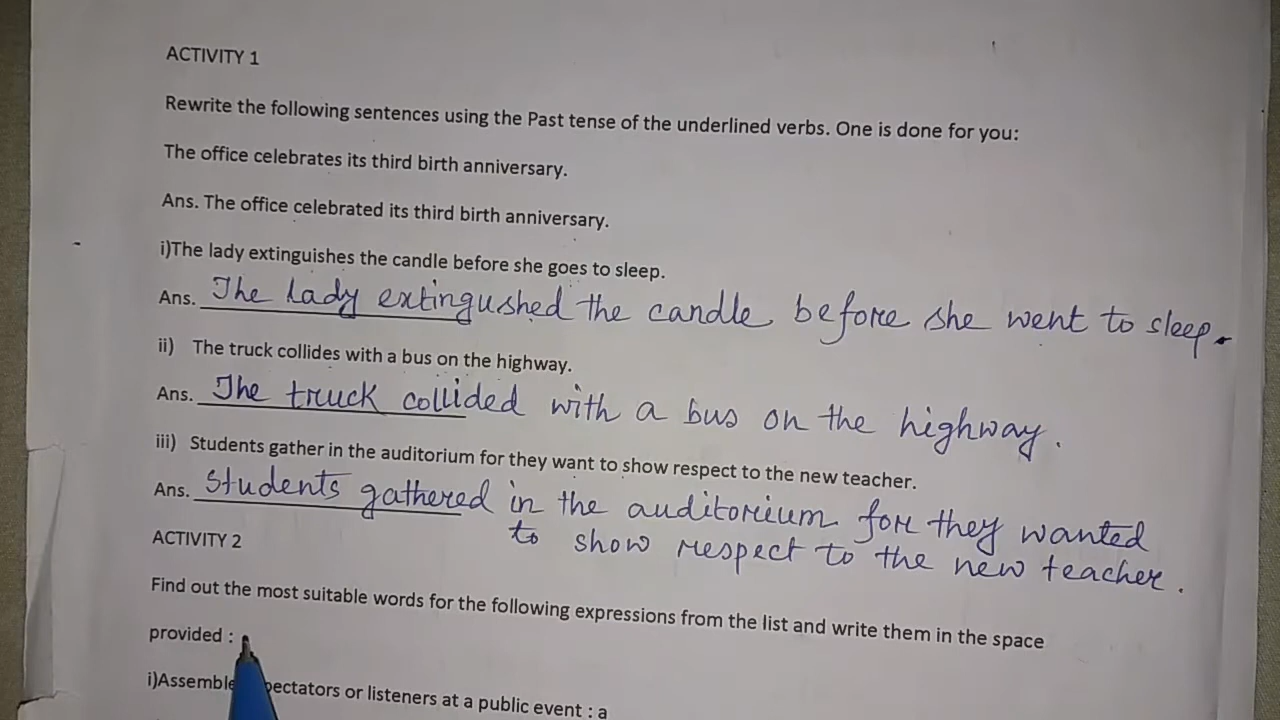 ACTIVITY 1
Rewrite the following sentences using the Past tense of the underlined verbs. One is done for you:
The office celebrates its third birth anniversary.
Ans. The office celebrated its third birth anniversary.
i)The lady extinguishes the candle before she goes to sleep.
Ans. The lady extingushed the candle before she went to sleep.
ii) The truck collides with a bus on the highway.
Ans. The truck collided with a bus on the highway.
iii) Students gather in the auditorium for they want to show respect to the new teacher.
Ans. Students gathered in the auditorium for they wanted
to show respect to the new teacher.
ACTIVITY 2
Find out the most suitable words for the following expressions from the list and write them in the space
provided :
i)Assemble or listeners at a public event : a